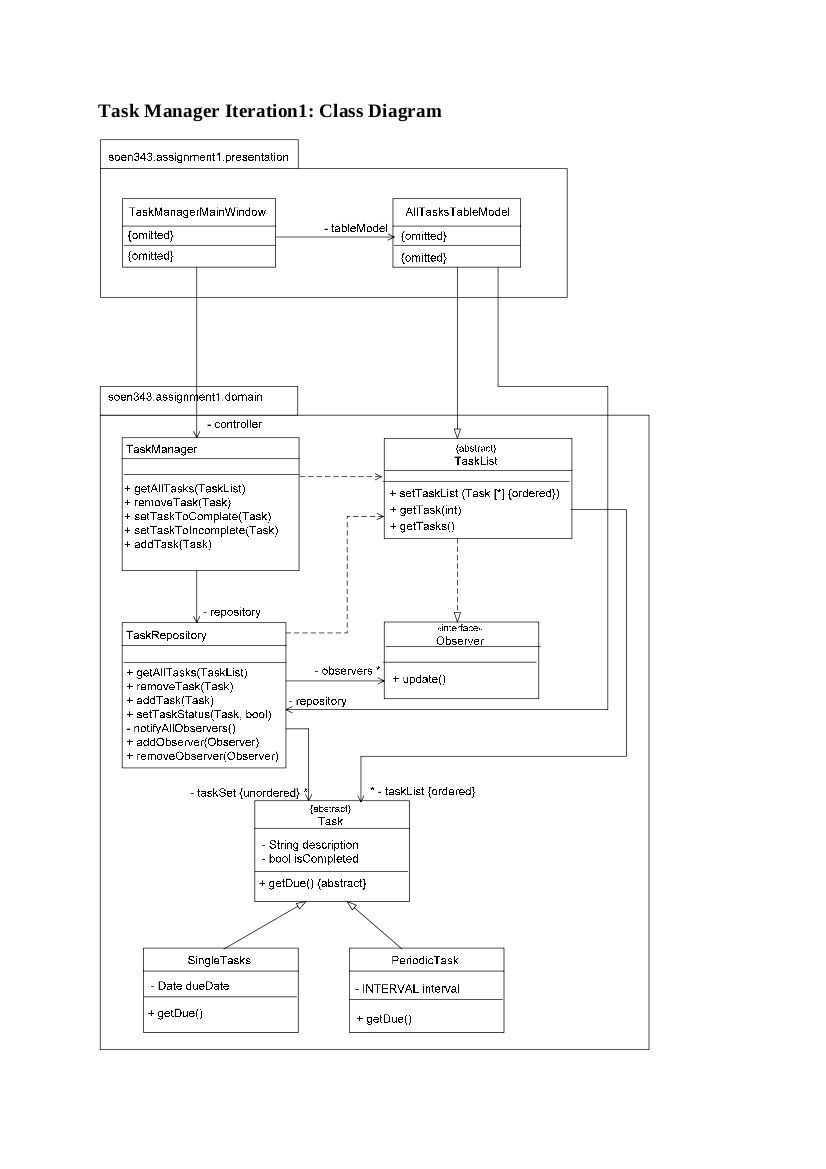 Task Manager Iteration1: Class Diagram
soen343.assignment1.presentation
TaskManagerMainWindow
{omitted}
{omitted}
- tableModel
AllTasksTableModel
{omitted}
{omitted}
soen343.assignment1.domain
- controller
TaskManager
+ getAllTasks(TaskList)
+ removeTask(Task)
+ setTaskToComplete(Task)
+ setTaskToIncomplete(Task)
+ addTask(Task)
{abstract}
TaskList
+ setTaskList (Task [*] {ordered})
+ getTask(int)
+ getTasks()
- repository
TaskRepository
+ getAllTasks(TaskList)
+ removeTask(Task)
+ addTask(Task)
+ setTaskStatus(Task, bool)
- notifyAllObservers()
+ addObserver(Observer)
+ removeObserver(Observer)
- observers *
- repository
«interface»
Observer
+ update()
- taskSet {unordered} *
* - taskList {ordered}
{abstract}
Task
- String description
- bool isCompleted
+ getDue() {abstract}
SingleTasks
- Date dueDate
+ getDue()
PeriodicTask
- INTERVAL interval
+ getDue()